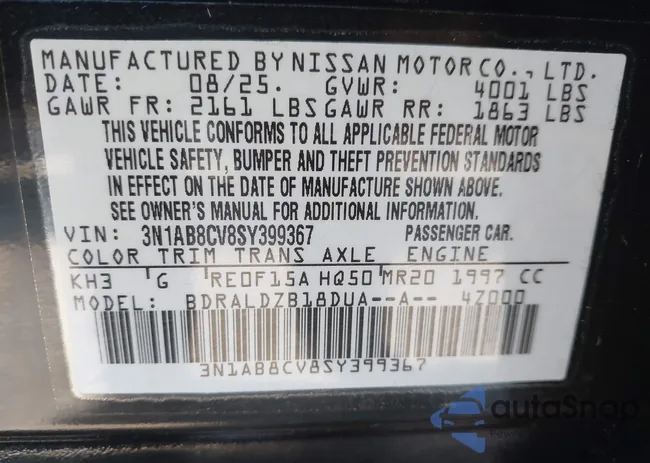 MANUFACTURED BY NISSAN MOTOR CO., LTD.
DATE: 08/25. GVWR: 4001 LBS
GAWR FR: 2161 LBS GAWR RR: 1863 LBS
THIS VEHICLE CONFORMS TO ALL APPLICABLE FEDERAL MOTOR
VEHICLE SAFETY, BUMPER AND THEFT PREVENTION STANDARDS
IN EFFECT ON THE DATE OF MANUFACTURE SHOWN ABOVE.
SEE OWNER'S MANUAL FOR ADDITIONAL INFORMATION.
VIN: 3N1AB8CV8SY399367 PASSENGER CAR.
COLOR TRIM TRANS AXLE ENGINE
KH3 G RE0F15A HQ50 MR20 1997 CC
MODEL: BDRALDZB18DUA--A-- 4Z000
3N1AB8CV8SY399367
autoSnap